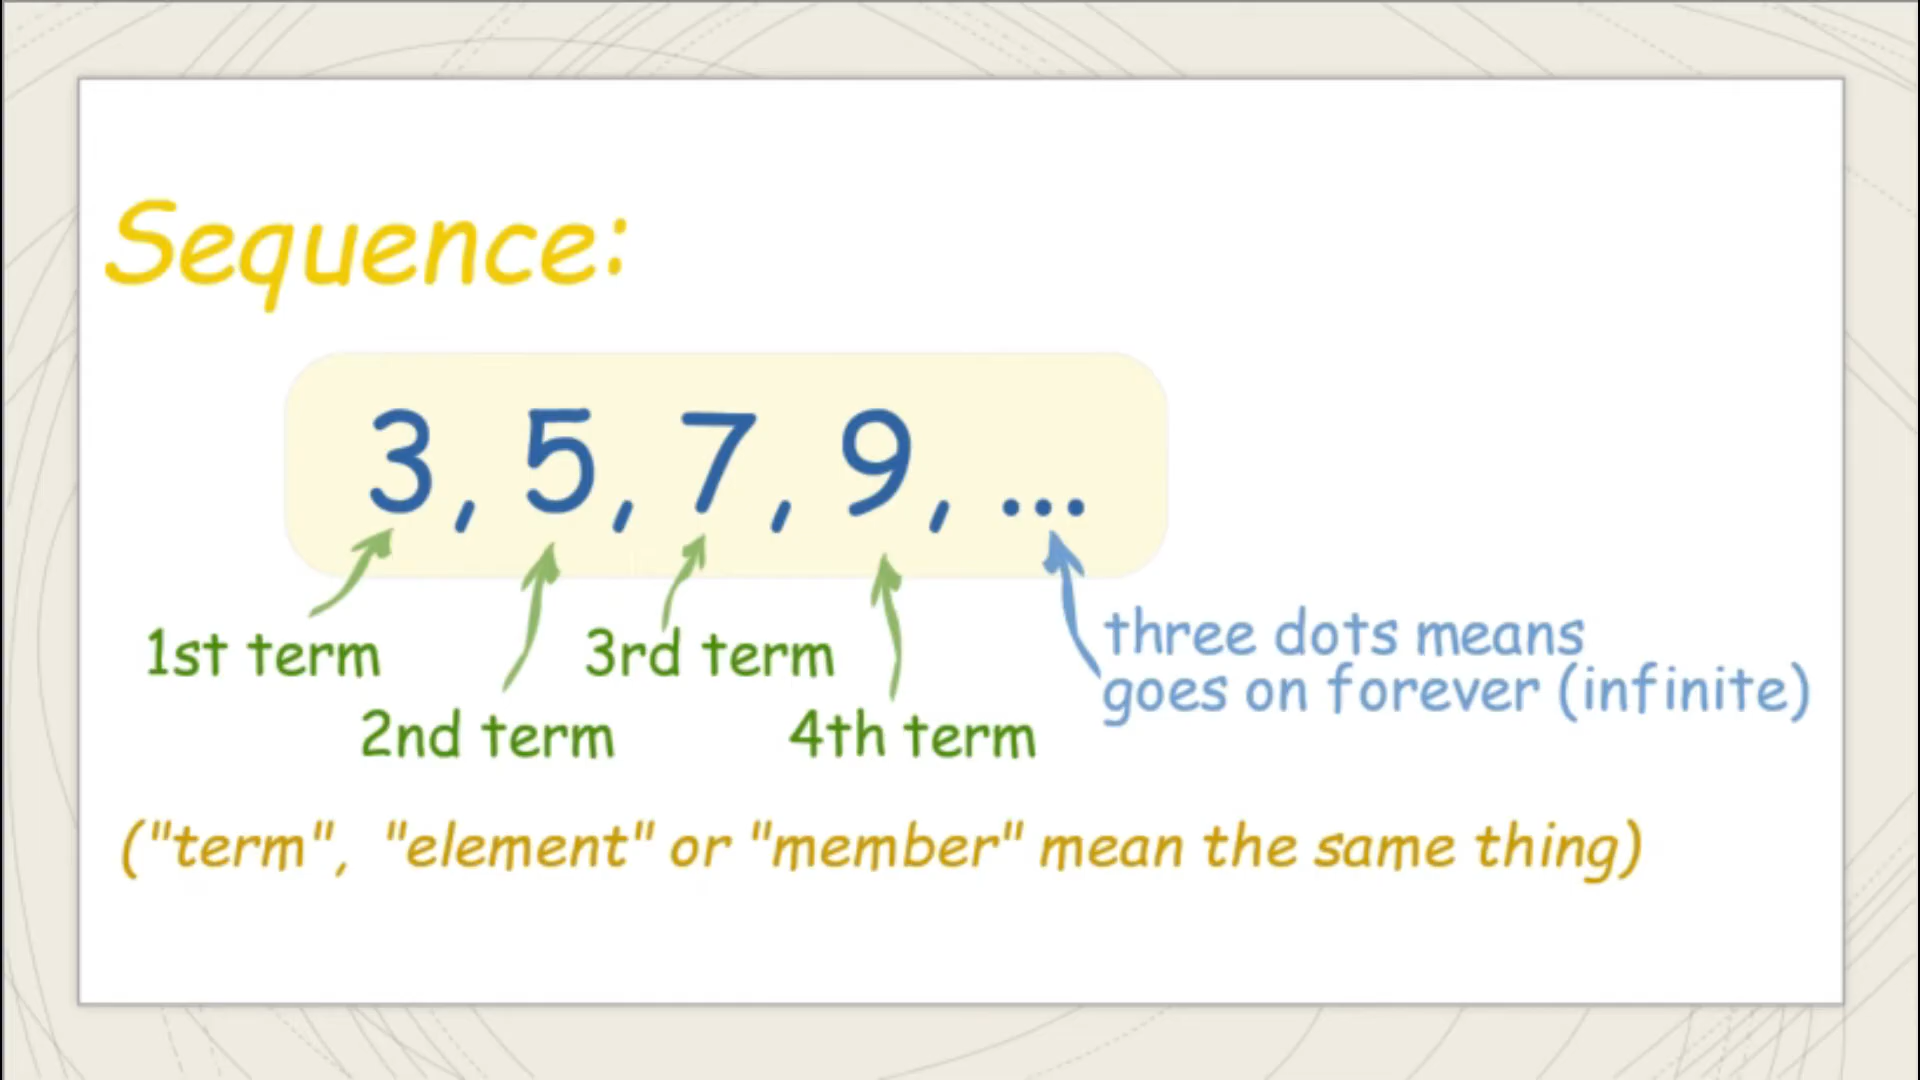 Sequence:
3, 5, 7, 9, ...
1st term
2nd term
3rd term
4th term
three dots means
goes on forever (infinite)
("term", "element" or "member" mean the same thing)